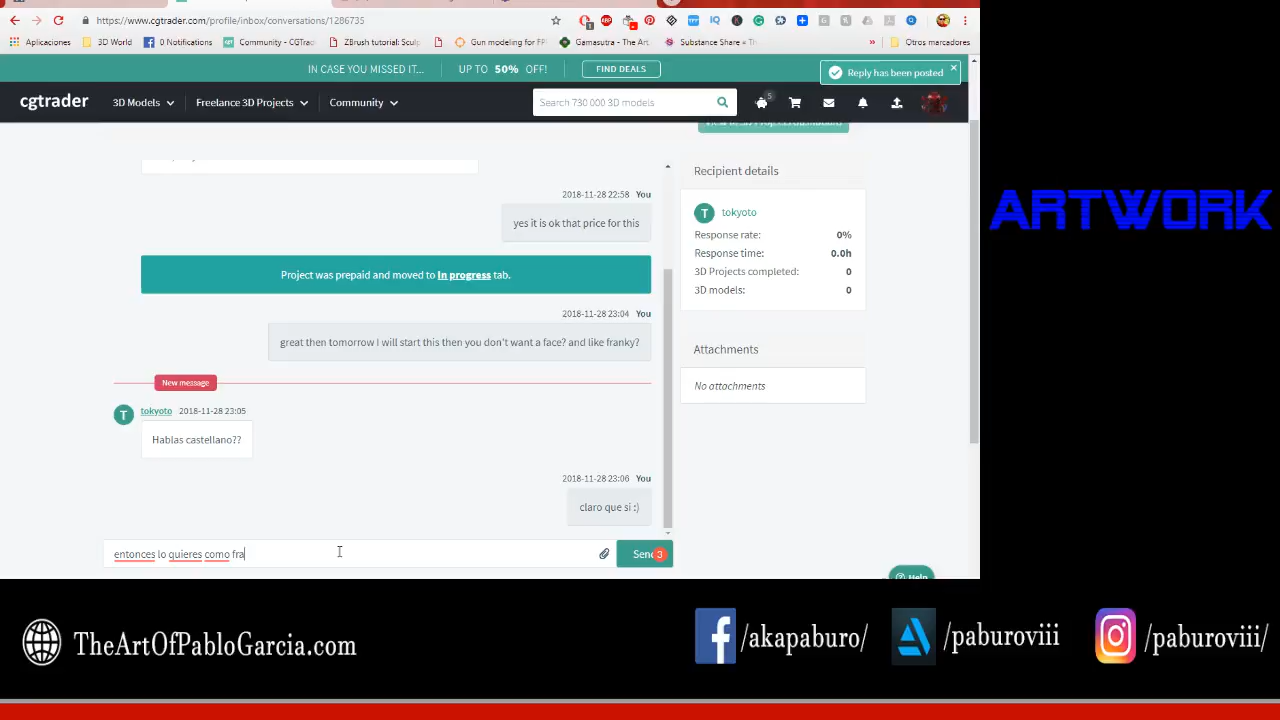 https://www.cgtrader.com/profile/inbox/conversations/1286735
Aplicaciones
3D World
0 Notifications
Community - CGTrac
ZBrush tutorial: Sculp
Gun modeling for FP
Gamasutra - The Art
Substance Share = Th
Otros marcadores
IN CASE YOU MISSED IT...
UP TO 50% OFF!
FIND DEALS
Reply has been posted
cgtrader
3D Models
Freelance 3D Projects
Community
Search 730 000 3D models
5
2018-11-28 22:58 You
yes it is ok that price for this
Project was prepaid and moved to In progress tab.
2018-11-28 23:04 You
great then tomorrow I will start this then you don't want a face? and like franky?
New message
T
tokyoto 2018-11-28 23:05
Hablas castellano??
2018-11-28 23:06 You
claro que si :)
entonces lo quieres como fra
Send
3
Recipient details
T
tokyoto
Response rate: 0%
Response time: 0.0h
3D Projects completed: 0
3D models: 0
Attachments
No attachments
Help
ARTWORK
TheArtOfPabloGarcia.com
/akapaburo/
/paburoviii
/paburoviii/